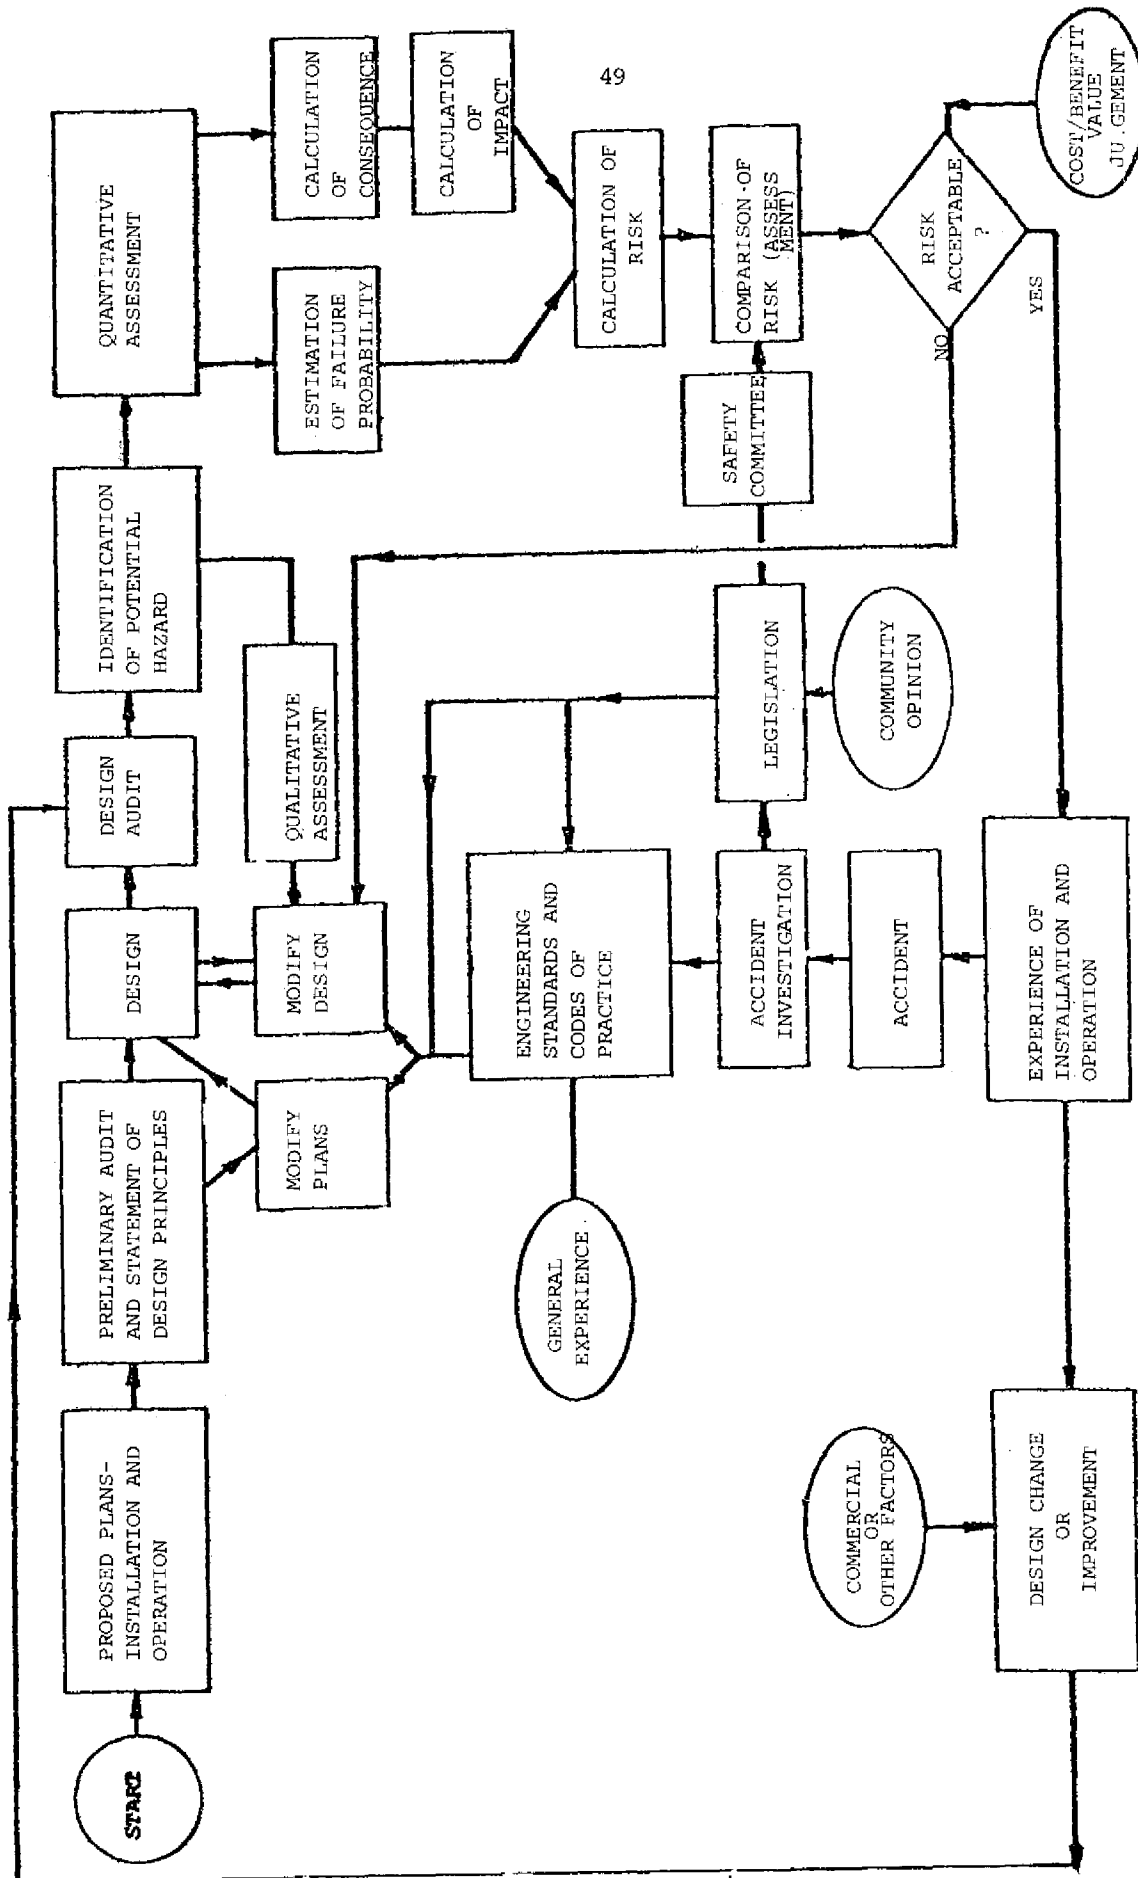 49
START
PROPOSED PLANS-
INSTALLATION AND
OPERATION
PRELIMINARY AUDIT
AND STATEMENT OF
DESIGN PRINCIPLES
DESIGN
DESIGN
AUDIT
IDENTIFICATION
OF POTENTIAL
HAZARD
QUANTITATIVE
ASSESSMENT
MODIFY
PLANS
MODIFY
DESIGN
QUALITATIVE
ASSESSMENT
ESTIMATION
OF FAILURE
PROBABILITY
CALCULATION
OF
CONSEQUENCE
CALCULATION
OF
IMPACT
GENERAL
EXPERIENCE.
ENGINEERING
STANDARDS AND
CODES OF
PRACTICE
CALCULATION OF
RISK
ACCIDENT
INVESTIGATION
LEGISLATION
SAFETY
COMMITTEE
COMPARISON-OF
RISK (ASSESS
MENT)
COMMERCIAL
OR
OTHER FACTORS
ACCIDENT
COMMUNITY
OPINION
NO
RISK
ACCEPTABLE
?
YES
COST/BENEFIT
VALUE
JU.GEMENT
DESIGN CHANGE
OR
IMPROVEMENT
EXPERIENCE OF
INSTALLATION AND
OPERATION